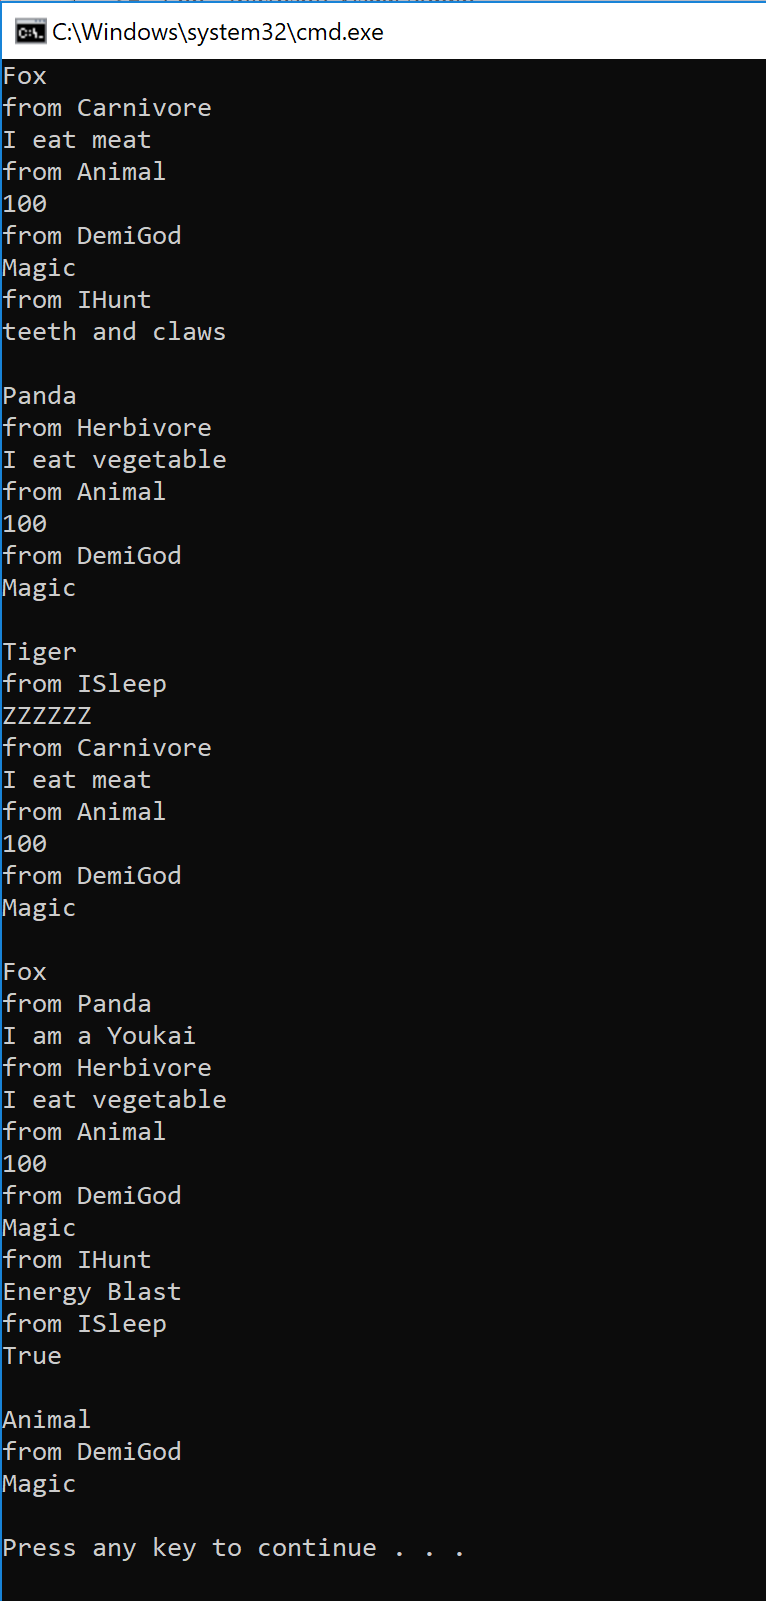 C:\Windows\system32\cmd.exe
Fox
from Carnivore
I eat meat
from Animal
100
from DemiGod
Magic
from IHunt
teeth and claws
Panda
from Herbivore
I eat vegetable
from Animal
100
from DemiGod
Magic
Tiger
from ISleep
ZZZZZZ
from Carnivore
I eat meat
from Animal
100
from DemiGod
Magic
Fox
from Panda
I am a Youkai
from Herbivore
I eat vegetable
from Animal
100
from DemiGod
Magic
from IHunt
Energy Blast
from ISleep
True
Animal
from DemiGod
Magic
Press any key to continue . . .